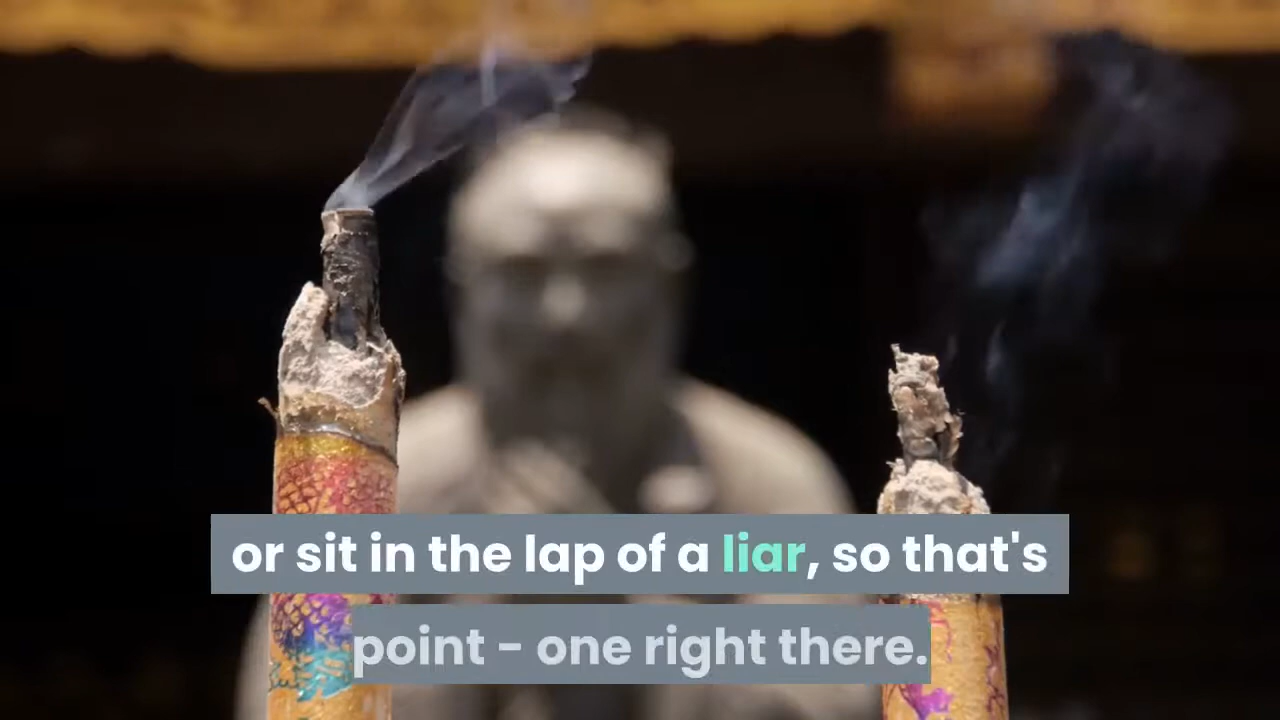 or sit in the lap of a liar, so that's
point - one right there.